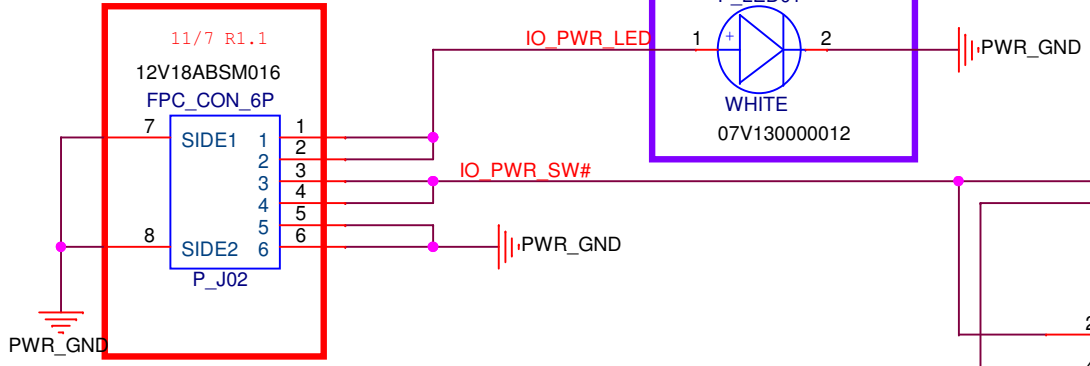 11/7 R1.1
12V18ABSM016
FPC_CON_6P
7
SIDE1
1
1
2
2
3
3
4
4
5
5
6
6
8
SIDE2
P_J02
PWR_GND
IO_PWR_LED
1
+
2
PWR_GND
WHITE
07V130000012
IO_PWR_SW#
PWR_GND